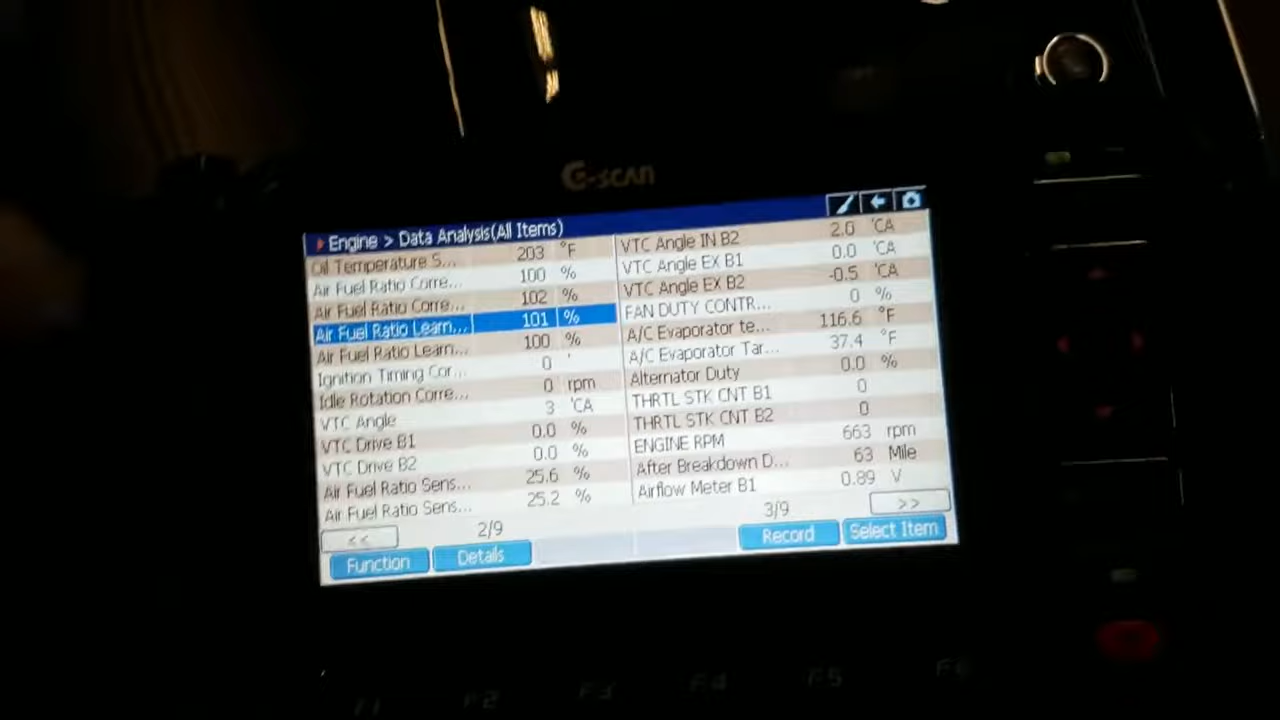 G-scan
Engine > Data Analysis(All Items)
Oil Temperature S... 203 °F
Air Fuel Ratio Corre... 100 %
Air Fuel Ratio Corre... 102 %
Air Fuel Ratio Learn... 101 %
Air Fuel Ratio Learn... 100 %
Ignition Timing Cor... 0 '
Idle Rotation Corre... 0 rpm
VTC Angle 3 'CA
VTC Drive B1 0.0 %
VTC Drive B2 0.0 %
Air Fuel Ratio Sens... 25.6 %
Air Fuel Ratio Sens... 25.2 %
<< 2/9
VTC Angle IN B2 2.0 'CA
VTC Angle EX B1 0.0 'CA
VTC Angle EX B2 -0.5 'CA
FAN DUTY CONTR... 0 %
A/C Evaporator te... 116.6 °F
A/C Evaporator Tar... 37.4 °F
Alternator Duty 0.0 %
THRTL STK CNT B1 0
THRTL STK CNT B2 0
ENGINE RPM 663 rpm
After Breakdown D... 63 Mile
Airflow Meter B1 0.89 V
3/9 >>
Function Details Record Select Item
F2 F3 F4 F5 F6